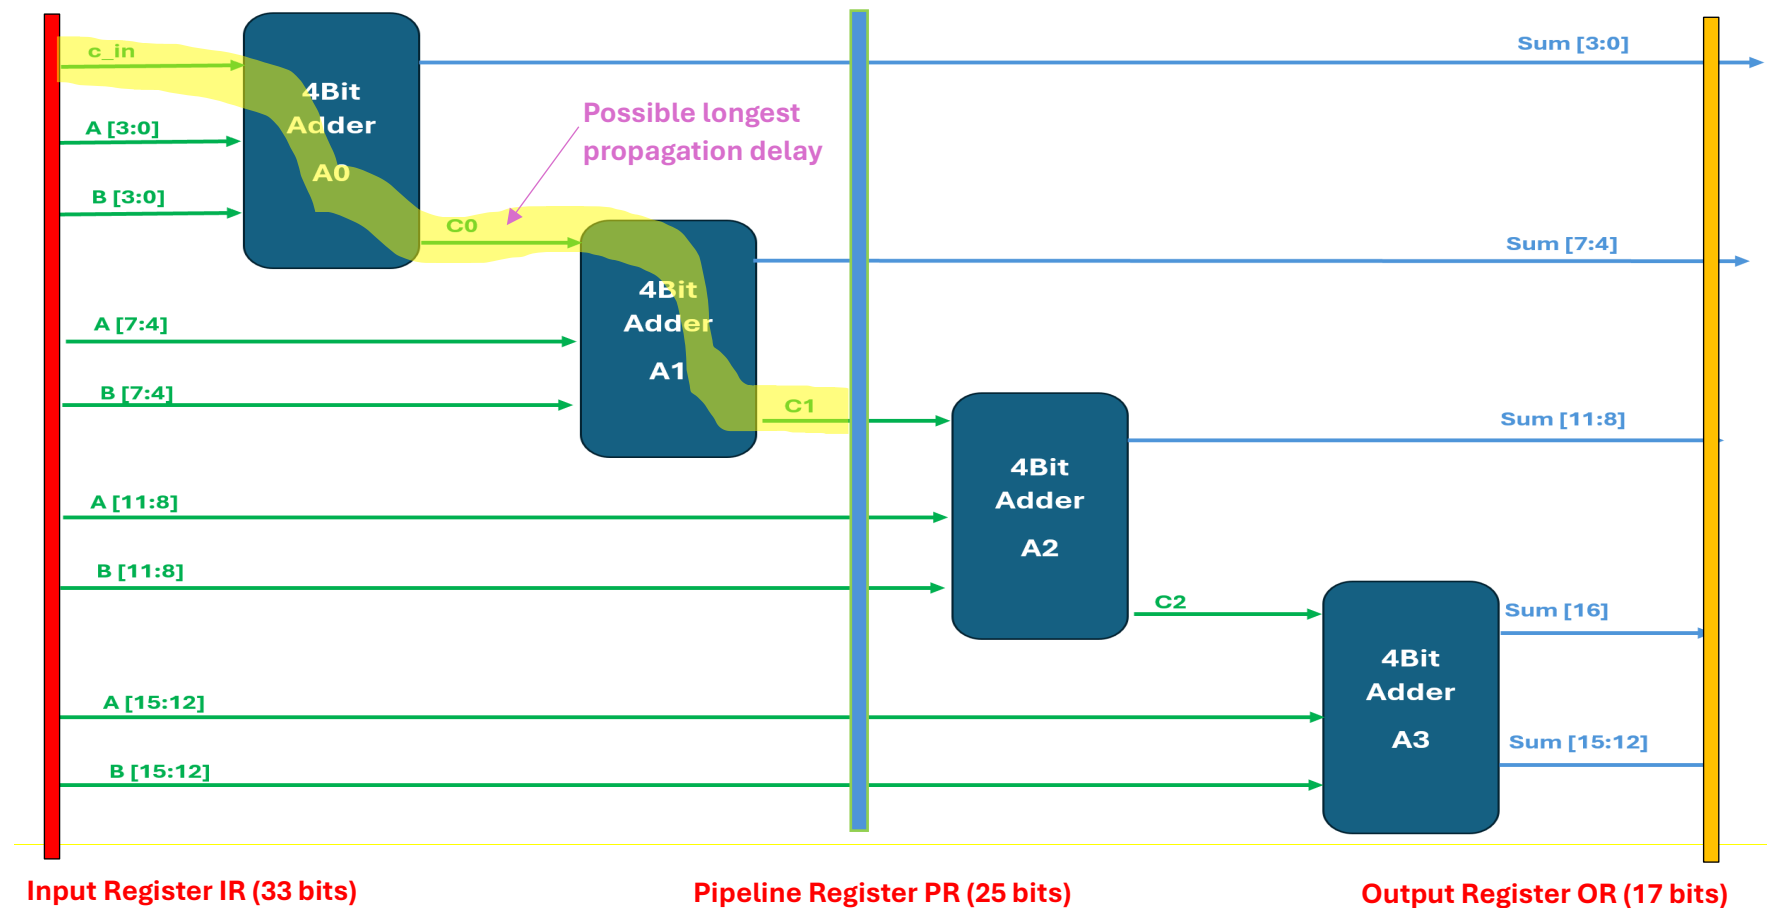 c_in
Sum [3:0]
4Bit
Adder
A0
Possible longest
propagation delay
A [3:0]
B [3:0]
C0
Sum [7:4]
4Bit
Adder
A1
A [7:4]
B [7:4]
C1
Sum [11:8]
4Bit
Adder
A2
A [11:8]
B [11:8]
C2
Sum [16]
4Bit
Adder
A3
A [15:12]
Sum [15:12]
B [15:12]
Input Register IR (33 bits)
Pipeline Register PR (25 bits)
Output Register OR (17 bits)